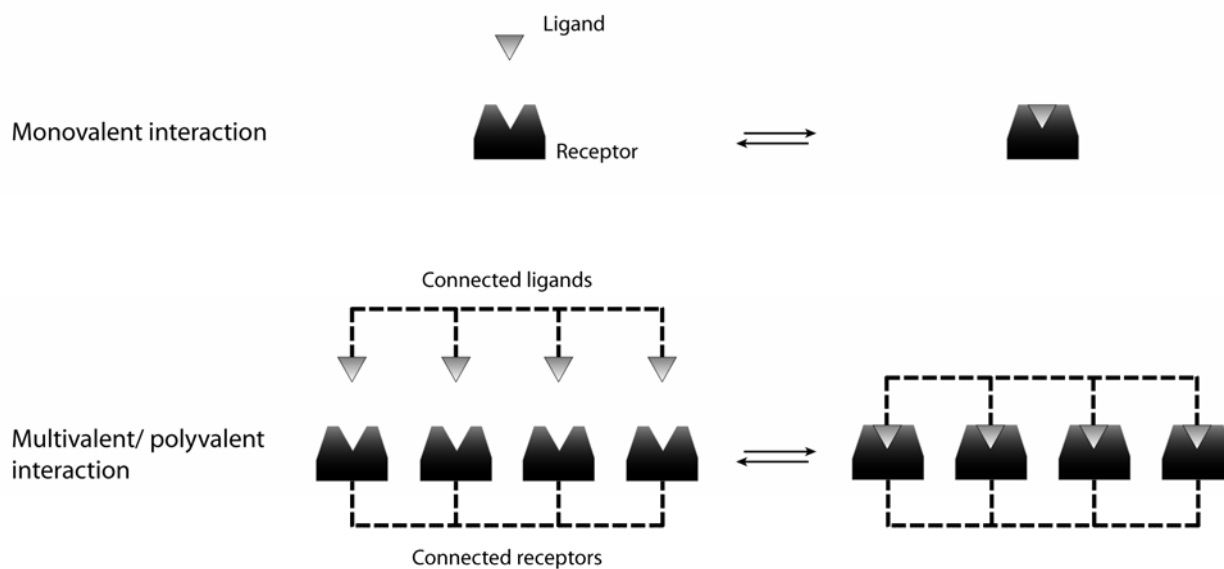 Ligand
Monovalent interaction
Receptor
Connected ligands
Multivalent/ polyvalent
interaction
Connected receptors